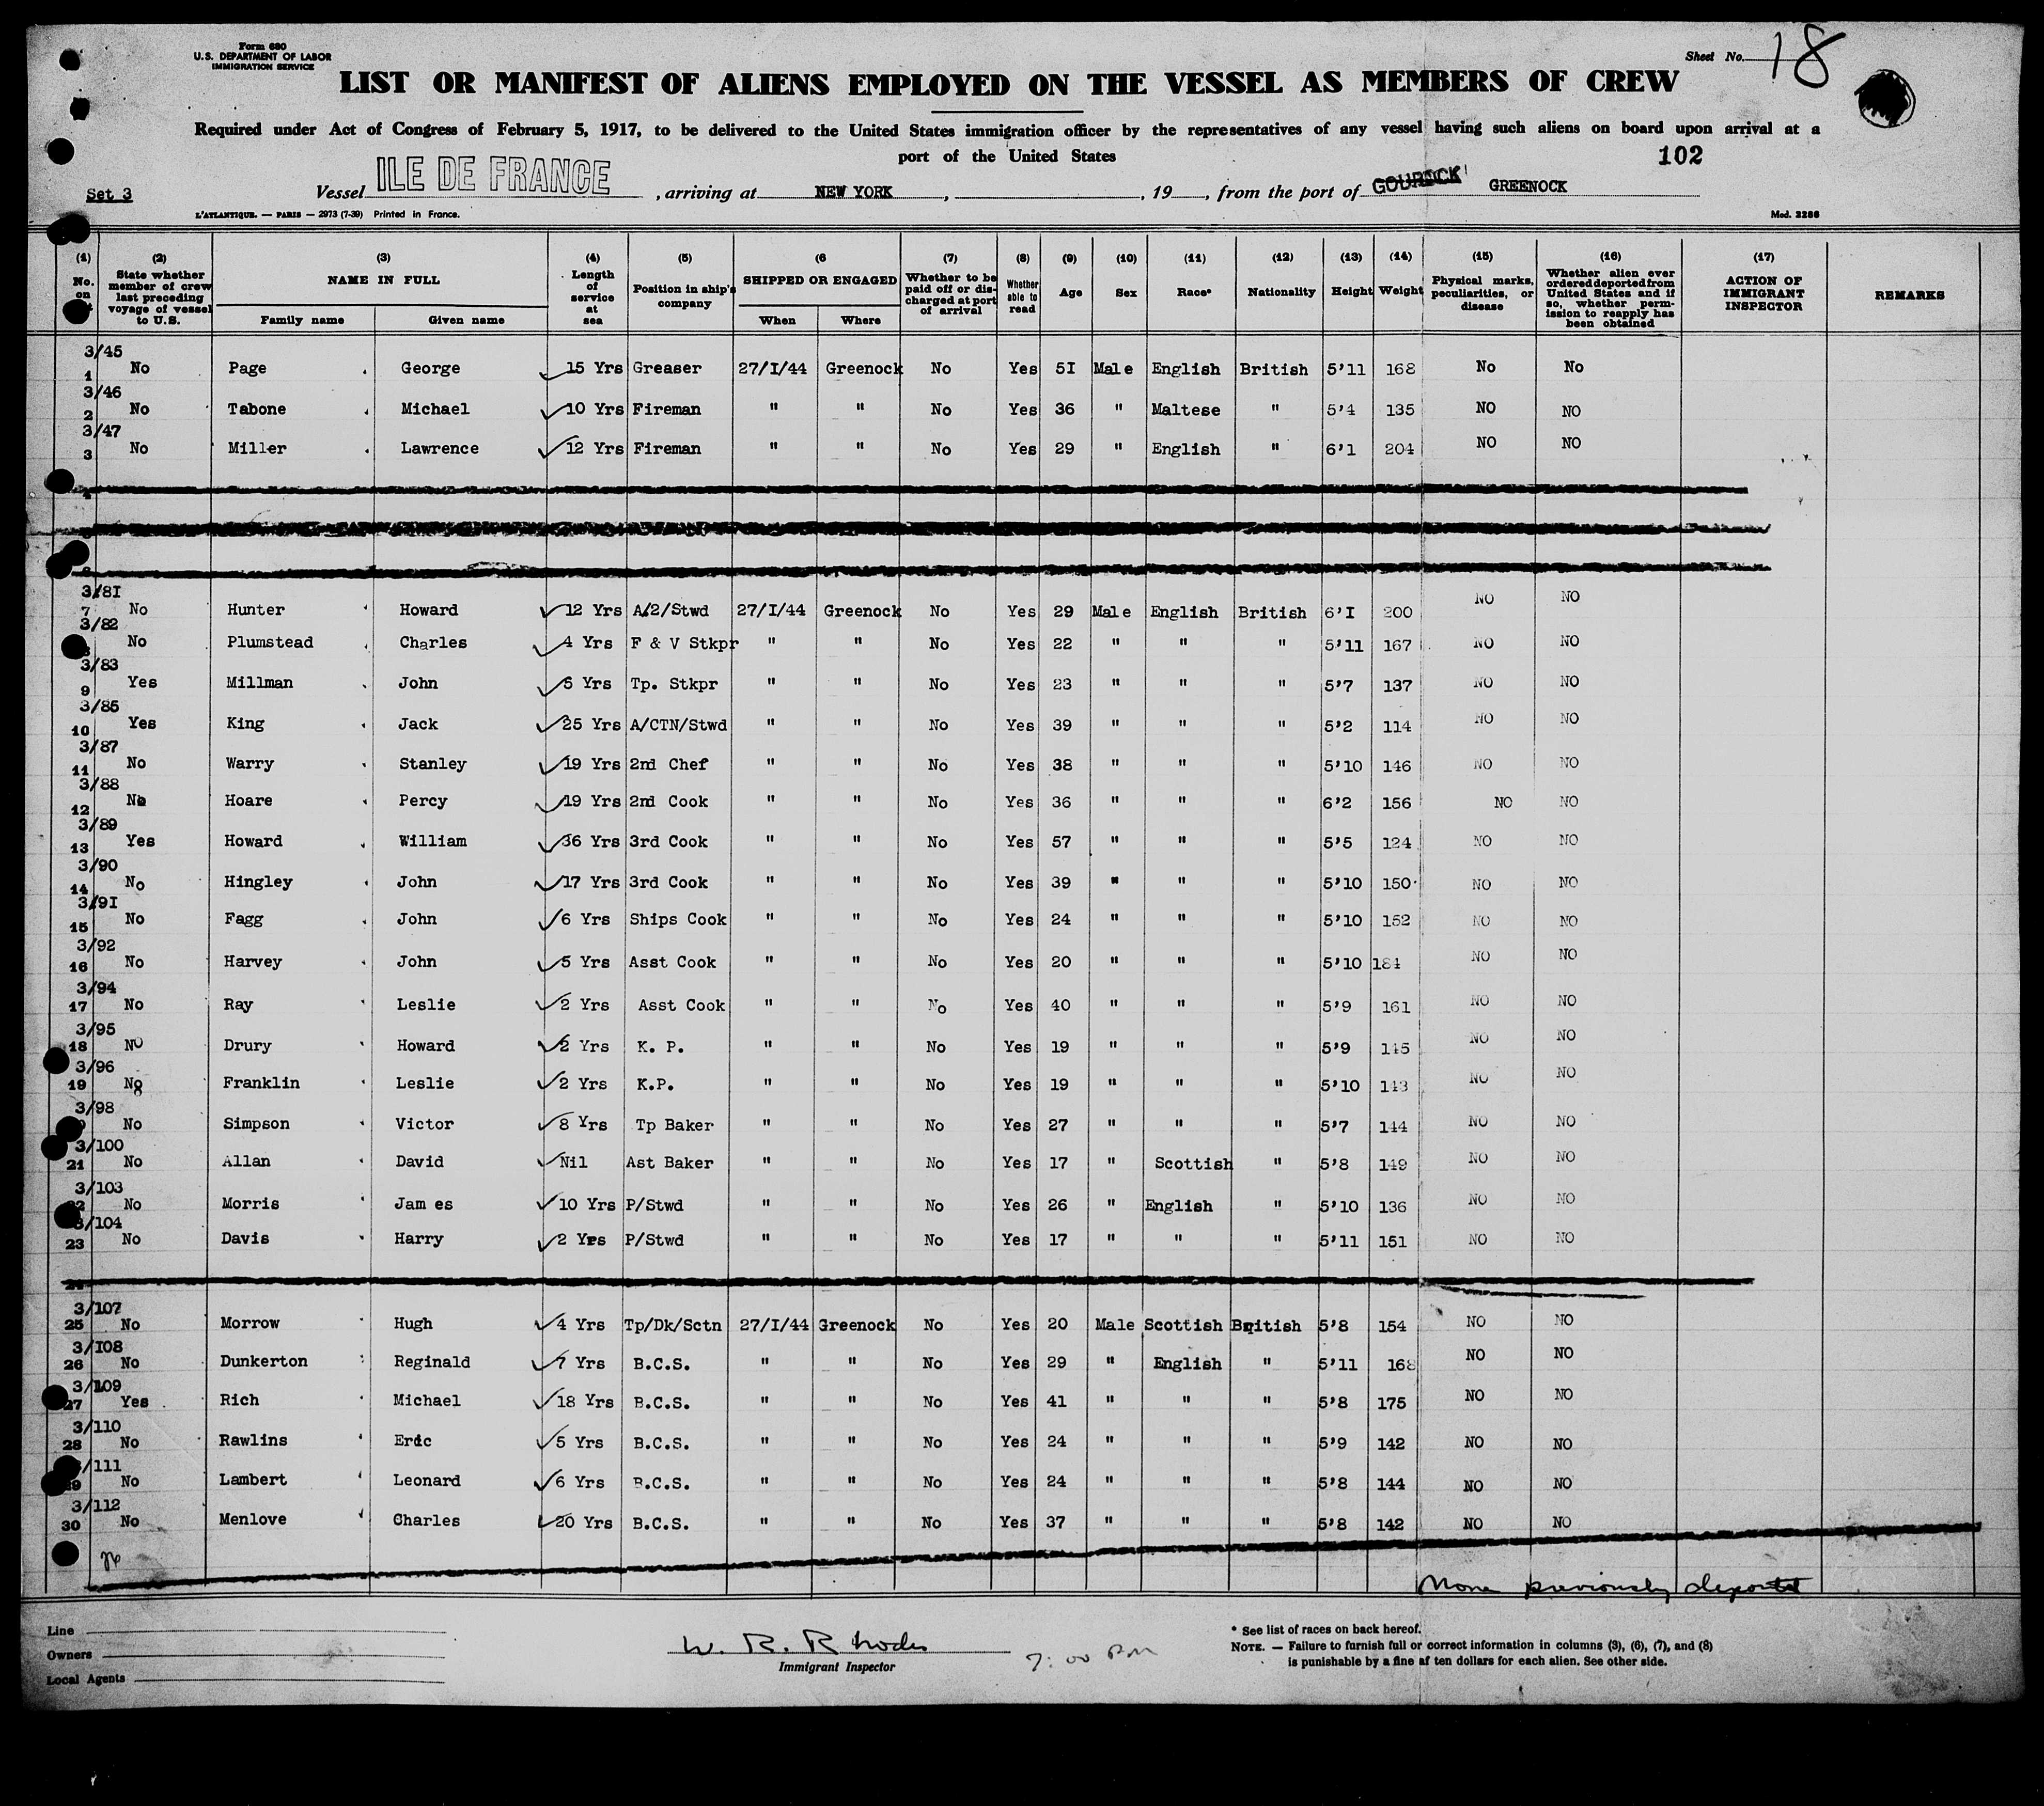 Form 680
U.S. DEPARTMENT OF LABOR
IMMIGRATION SERVICE
Sheet No. 18
LIST OR MANIFEST OF ALIENS EMPLOYED ON THE VESSEL AS MEMBERS OF CREW
Required under Act of Congress of February 5, 1917, to be delivered to the United States immigration officer by the representatives of any vessel having such aliens on board upon arrival at a
port of the United States
102
Set 3 Vessel ILE DE FRANCE, arriving at NEW YORK, , 19 , from the port of GOUROCK GREENOCK
L'ATLANTIQUE. — PARIS — 2973 (7-39) Printed in France. Mod. 2286
(1) No. on
(2) State whether member of crew last preceding voyage of vessel to U.S.
(3) NAME IN FULL Family name Given name
(4) Length of service at sea
(5) Position in ship's company
(6 SHIPPED OR ENGAGED When Where
(7) Whether to be paid off or discharged at port of arrival
(8) Whether able to read
(9) Age
(10) Sex
(11) Race*
(12) Nationality
(13) Height
(14) Weight
(15) Physical marks, peculiarities, or disease
(16) Whether alien ever ordered deported from United States and if so, whether permission to reapply has been obtained
(17) ACTION OF IMMIGRANT INSPECTOR
REMARKS
3/45
1 No Page George 15 Yrs Greaser 27/I/44 Greenock No Yes 5I Male English British 5'11 168 No No
3/46
2 No Tabone Michael 10 Yrs Fireman " " No Yes 36 " Maltese " 5'4 135 NO NO
3/47
3 No Miller Lawrence 12 Yrs Fireman " " No Yes 29 " English " 6'1 204 NO NO
3/8I
7 No Hunter Howard 12 Yrs A/2/Stwd 27/I/44 Greenock No Yes 29 Male English British 6'I 200 NO NO
3/82
No Plumstead Charles 4 Yrs F & V Stkpr " " No Yes 22 " " " 5'11 167 NO NO
3/83
9 Yes Millman John 5 Yrs Tp. Stkpr " " No Yes 23 " " " 5'7 137 NO NO
3/85
10 Yes King Jack 25 Yrs A/CTN/Stwd " " No Yes 39 " " " 5'2 114 NO NO
3/87
11 No Warry Stanley 19 Yrs 2nd Chef " " No Yes 38 " " " 5'10 146 NO NO
3/88
12 No Hoare Percy 19 Yrs 2nd Cook " " No Yes 36 " " " 6'2 156 NO NO
3/89
13 Yes Howard William 36 Yrs 3rd Cook " " No Yes 57 " " " 5'5 124 NO NO
3/90
14 No Hingley John 17 Yrs 3rd Cook " " No Yes 39 " " " 5'10 150 NO NO
3/9I
15 No Fagg John 6 Yrs Ships Cook " " No Yes 24 " " " 5'10 152 NO NO
3/92
16 No Harvey John 5 Yrs Asst Cook " " No Yes 20 " " " 5'10 184 NO NO
3/94
17 No Ray Leslie 2 Yrs Asst Cook " " No Yes 40 " " " 5'9 161 NO NO
3/95
18 NO Drury Howard 2 Yrs K. P. " " No Yes 19 " " " 5'9 145 NO NO
3/96
19 No Franklin Leslie 2 Yrs K.P. " " No Yes 19 " " " 5'10 143 NO NO
3/98
No Simpson Victor 8 Yrs Tp Baker " " No Yes 27 " " " 5'7 144 NO NO
3/100
21 No Allan David Nil Ast Baker " " No Yes 17 " Scottish " 5'8 149 NO NO
3/103
No Morris Jam es 10 Yrs P/Stwd " " No Yes 26 " English " 5'10 136 NO NO
3/104
23 No Davis Harry 2 Yrs P/Stwd " " No Yes 17 " " " 5'11 151 NO NO
3/107
25 No Morrow Hugh 4 Yrs Tp/Dk/Sctn 27/I/44 Greenock No Yes 20 Male Scottish British 5'8 154 NO NO
3/I08
26 No Dunkerton Reginald 7 Yrs B.C.S. " " No Yes 29 " English " 5'11 168 NO NO
3/109
27 Yes Rich Michael 18 Yrs B.C.S. " " No Yes 41 " " " 5'8 175 NO NO
3/110
28 No Rawlins Eric 5 Yrs B.C.S. " " No Yes 24 " " " 5'9 142 NO NO
/111
No Lambert Leonard 6 Yrs B.C.S. " " No Yes 24 " " " 5'8 144 NO NO
3/112
30 No Menlove Charles 20 Yrs B.C.S. " " No Yes 37 " " " 5'8 142 NO NO
None previously deported
Line
Owners
Local Agents
W. R. Rhodes
Immigrant Inspector
7:00 PM
* See list of races on back hereof.
NOTE. — Failure to furnish full or correct information in columns (3), (6), (7), and (8)
is punishable by a fine af ten dollars for each alien. See other side.